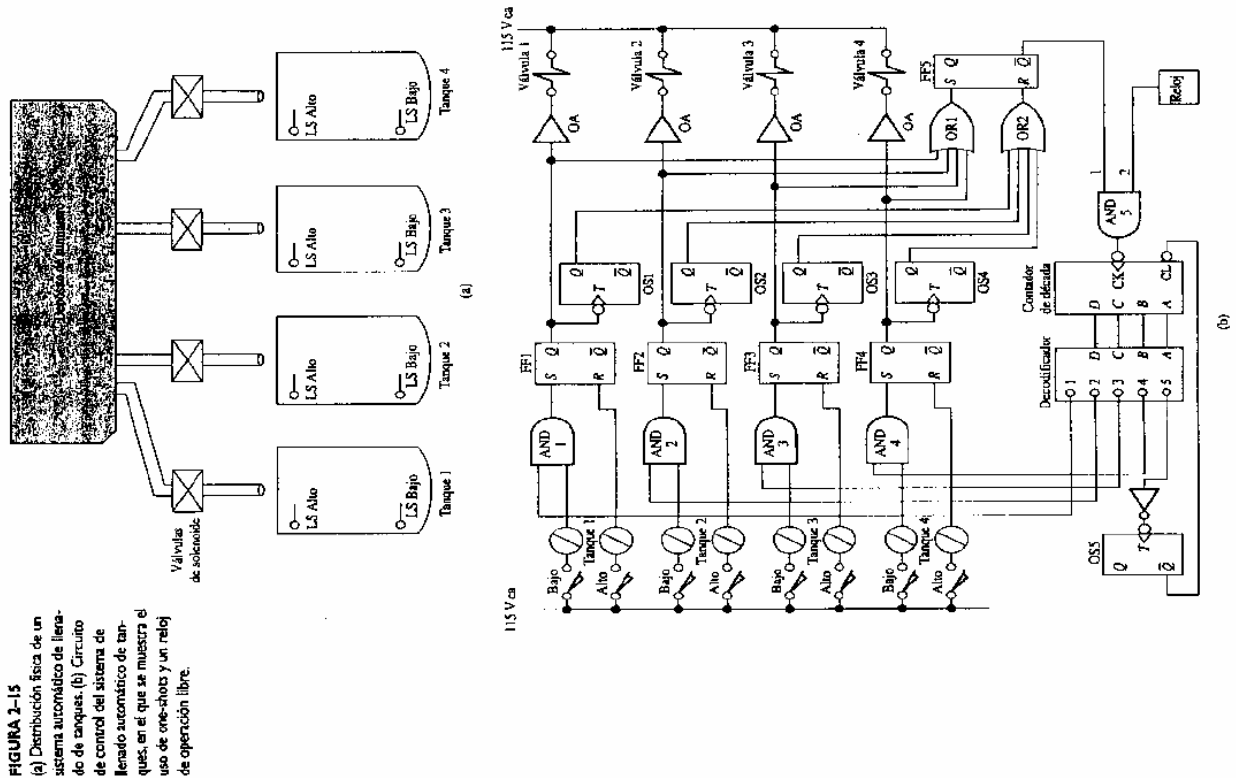 FIGURA 2–15
(a) Distribución física de un
sistema automático de llena-
do de tanques. (b) Circuito
de control del sistema de
llenado automático de tan-
ques, en el que se muestra el
uso de one-shots y un reloj
de operación libre.
Válvulas
de solenoide
LS Alto
LS Bajo
Tanque 1
LS Alto
LS Bajo
Tanque 2
LS Alto
LS Bajo
Tanque 3
LS Alto
LS Bajo
Tanque 4
(a)
115 V ca
115 V ca
Bajo
Tanque 1
Alto
AND
1
FF1
S Q
R Q̅
Q
T Q̅
OS1
OA
Válvula 1
Bajo
Tanque 2
Alto
AND
2
FF2
S Q
R Q̅
Q
T Q̅
OS2
OA
Válvula 2
Bajo
Tanque 3
Alto
AND
3
FF3
S Q
R Q̅
Q
T Q̅
OS3
OA
Válvula 3
Bajo
Tanque 4
Alto
AND
4
FF4
S Q
R Q̅
Q
T Q̅
OS4
OA
Válvula 4
OR1
OR2
FF5
S Q
R Q̅
OS5
Q T
Q̅
Decodificador
1
2 D
3 C
4 B
5 A
Contador
de década
D
C CK
B
A CL
AND
5
1
2
Reloj
(b)